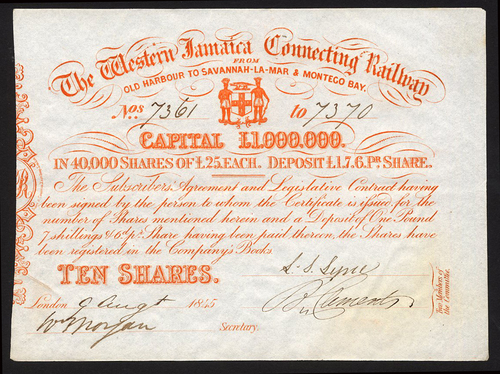 The Western Jamaica Connecting Railway
FROM
OLD HARBOUR TO SAVANNAH-LA-MAR & MONTEGO BAY.
Nos 7361 to 7370
CAPITAL £1,000,000.
IN 40,000 SHARES OF £25 EACH. DEPOSIT £1.7.6. Pr SHARE.
The Subscribers Agreement and Legislative Contract having
been signed by the person to whom the Certificate is issued for the
number of Shares mentioned herein and a Deposit of One Pound
7 shillings & 6d pr. Share having been paid thereon, the Shares have
been registered in the Company's Books.
TEN SHARES.
London 9 Augt 1845
Wm Morgan Secretary.
Two Members of
the Committee.